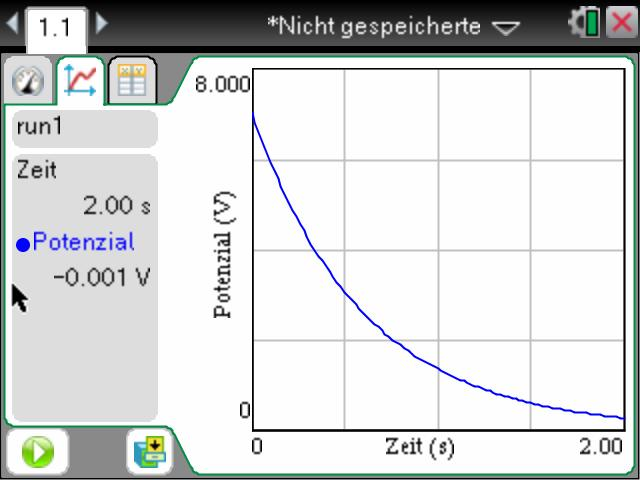 1.1
*Nicht gespeicherte
run1
Zeit
2.00 s
Potenzial
-0.001 V
8.000
Potenzial (V)
0
0
Zeit (s)
2.00